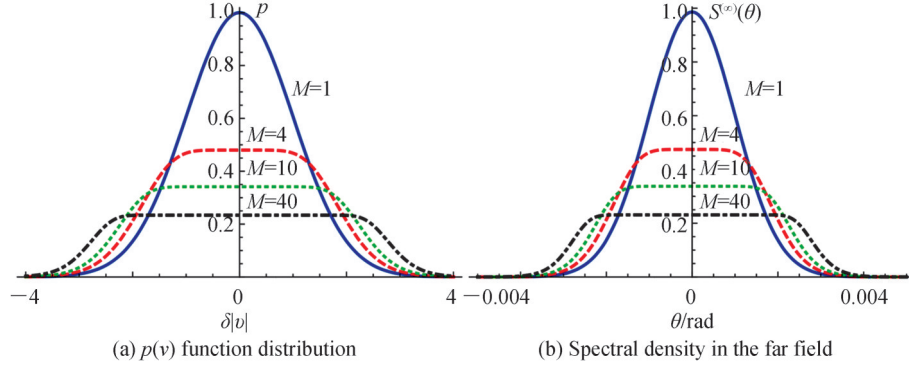 1.0
p
0.8
M=1
0.6
M=4
0.4
M=10
M=40
0.2
−4
0
4
δ|υ|
(a) p(v) function distribution
1.0
S(∞)(θ)
0.8
M=1
0.6
M=4
0.4
M=10
M=40
0.2
−0.004
0
0.004
θ/rad
(b) Spectral density in the far field